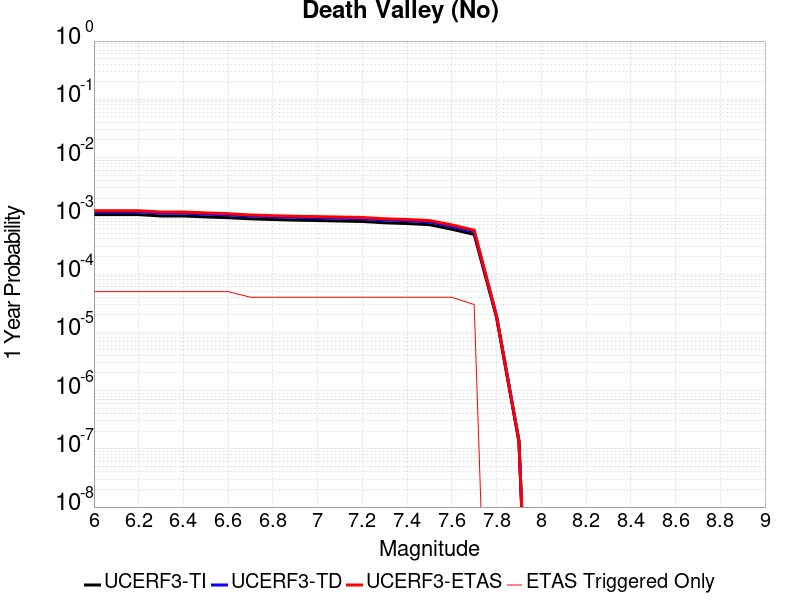 Death Valley (No)
10^0
10^-1
10^-2
10^-3
10^-4
10^-5
10^-6
10^-7
10^-8
1 Year Probability
6 6.2 6.4 6.6 6.8 7 7.2 7.4 7.6 7.8 8 8.2 8.4 8.6 8.8 9
Magnitude
UCERF3-TI UCERF3-TD UCERF3-ETAS ETAS Triggered Only